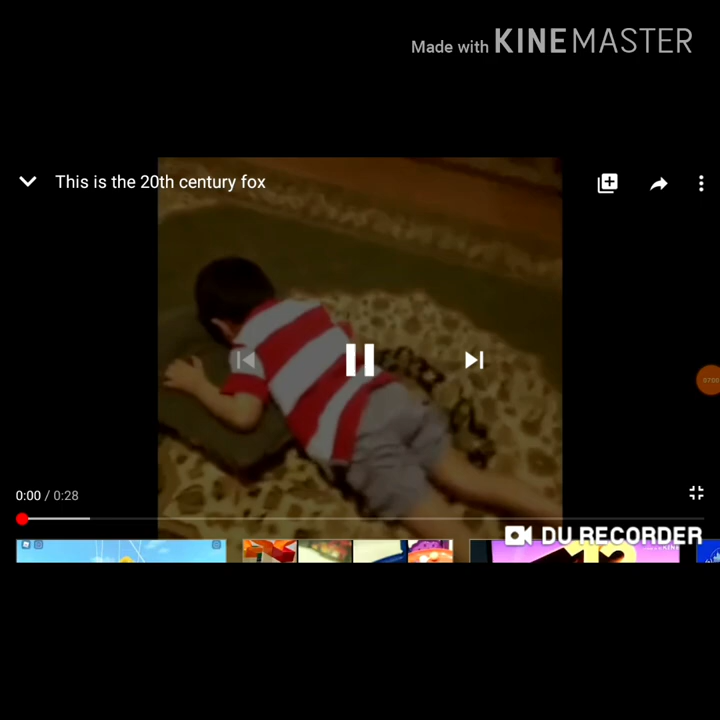 Made with KINEMASTER
This is the 20th century fox
0:00 / 0:28
DU RECORDER